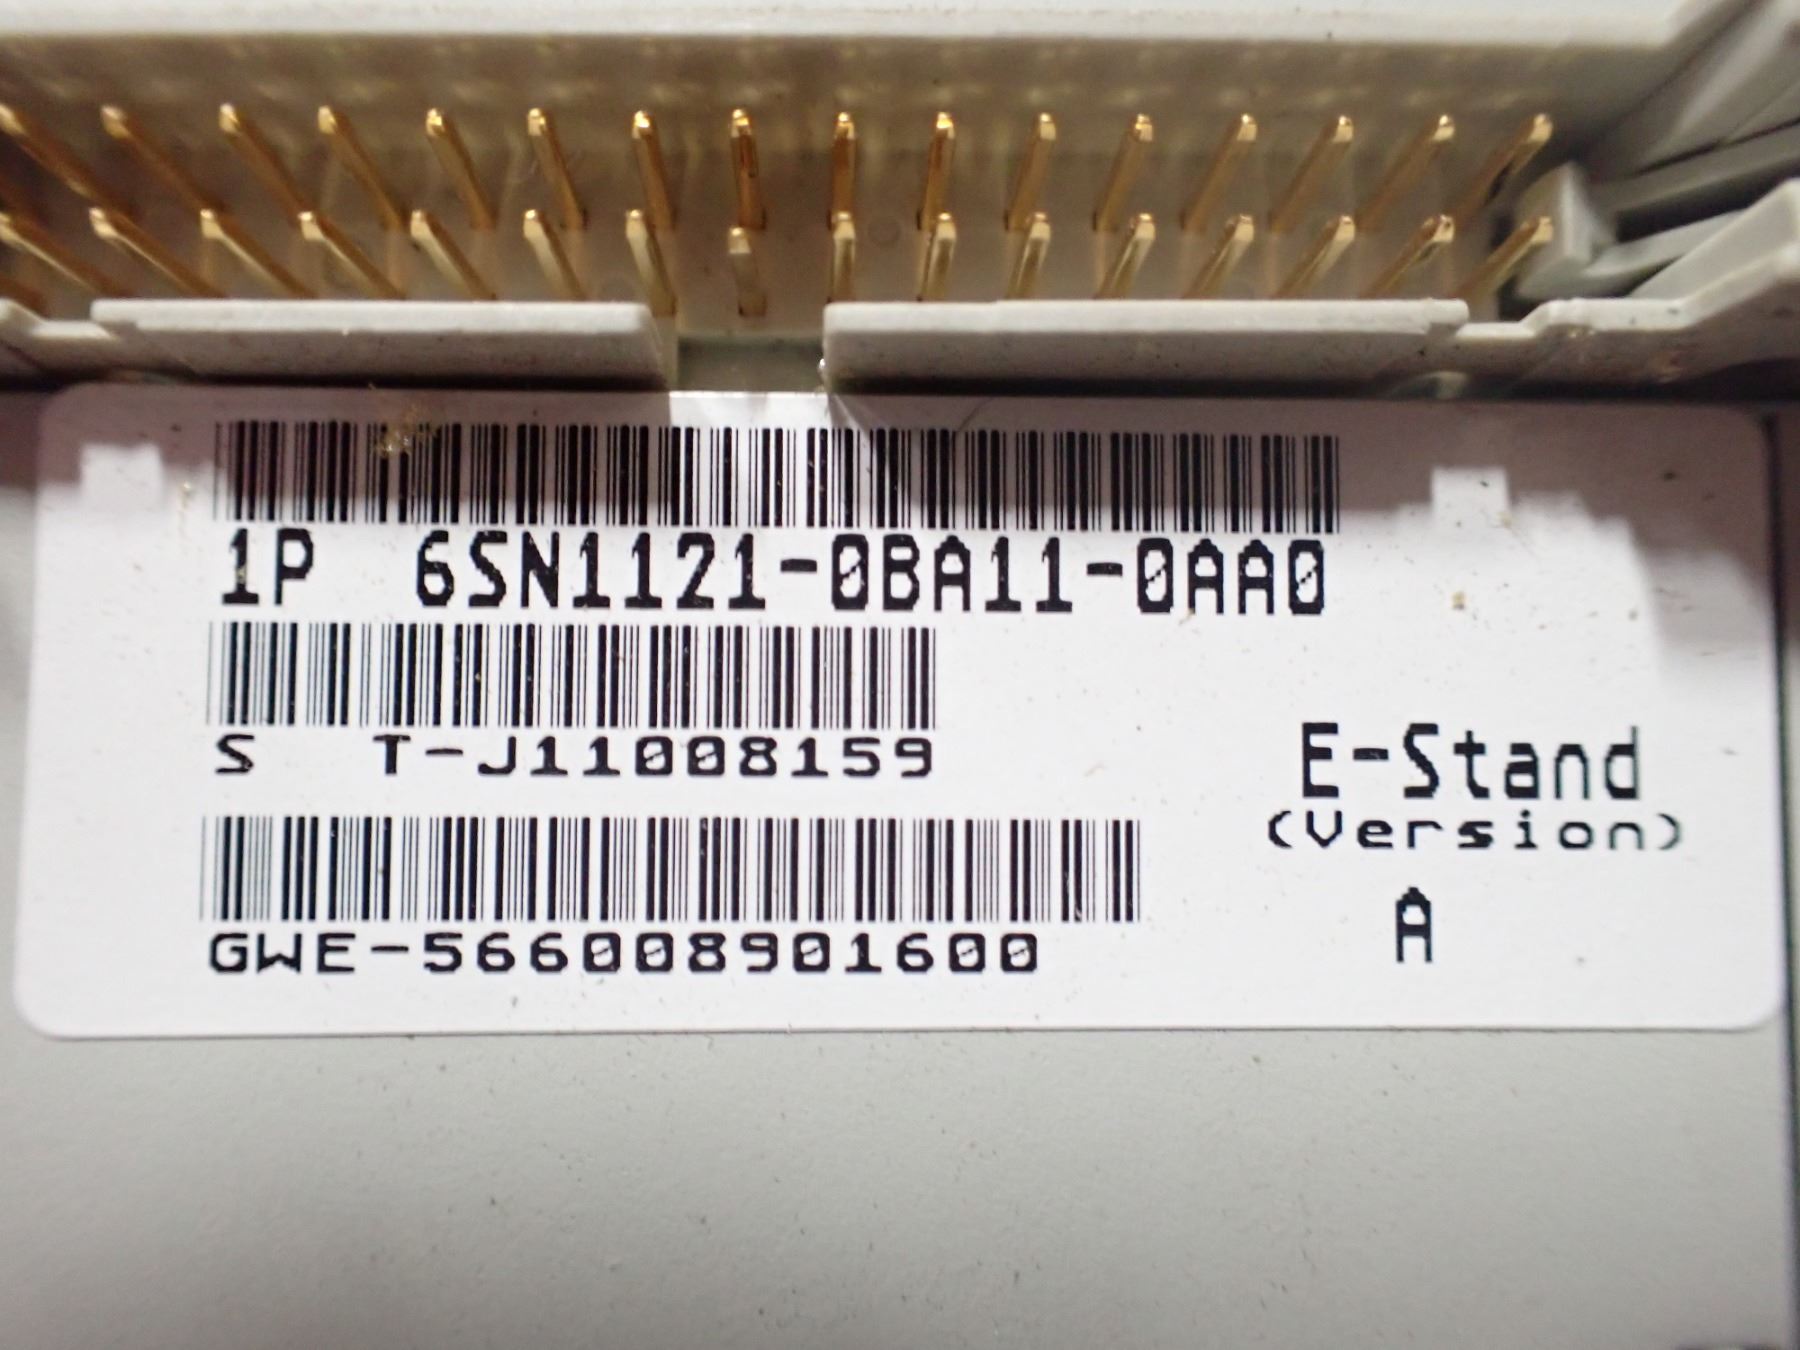 1P 6SN1121-0BA11-0AA0
S T-J11008159
E-Stand
(Version)
GWE-566008901600
A